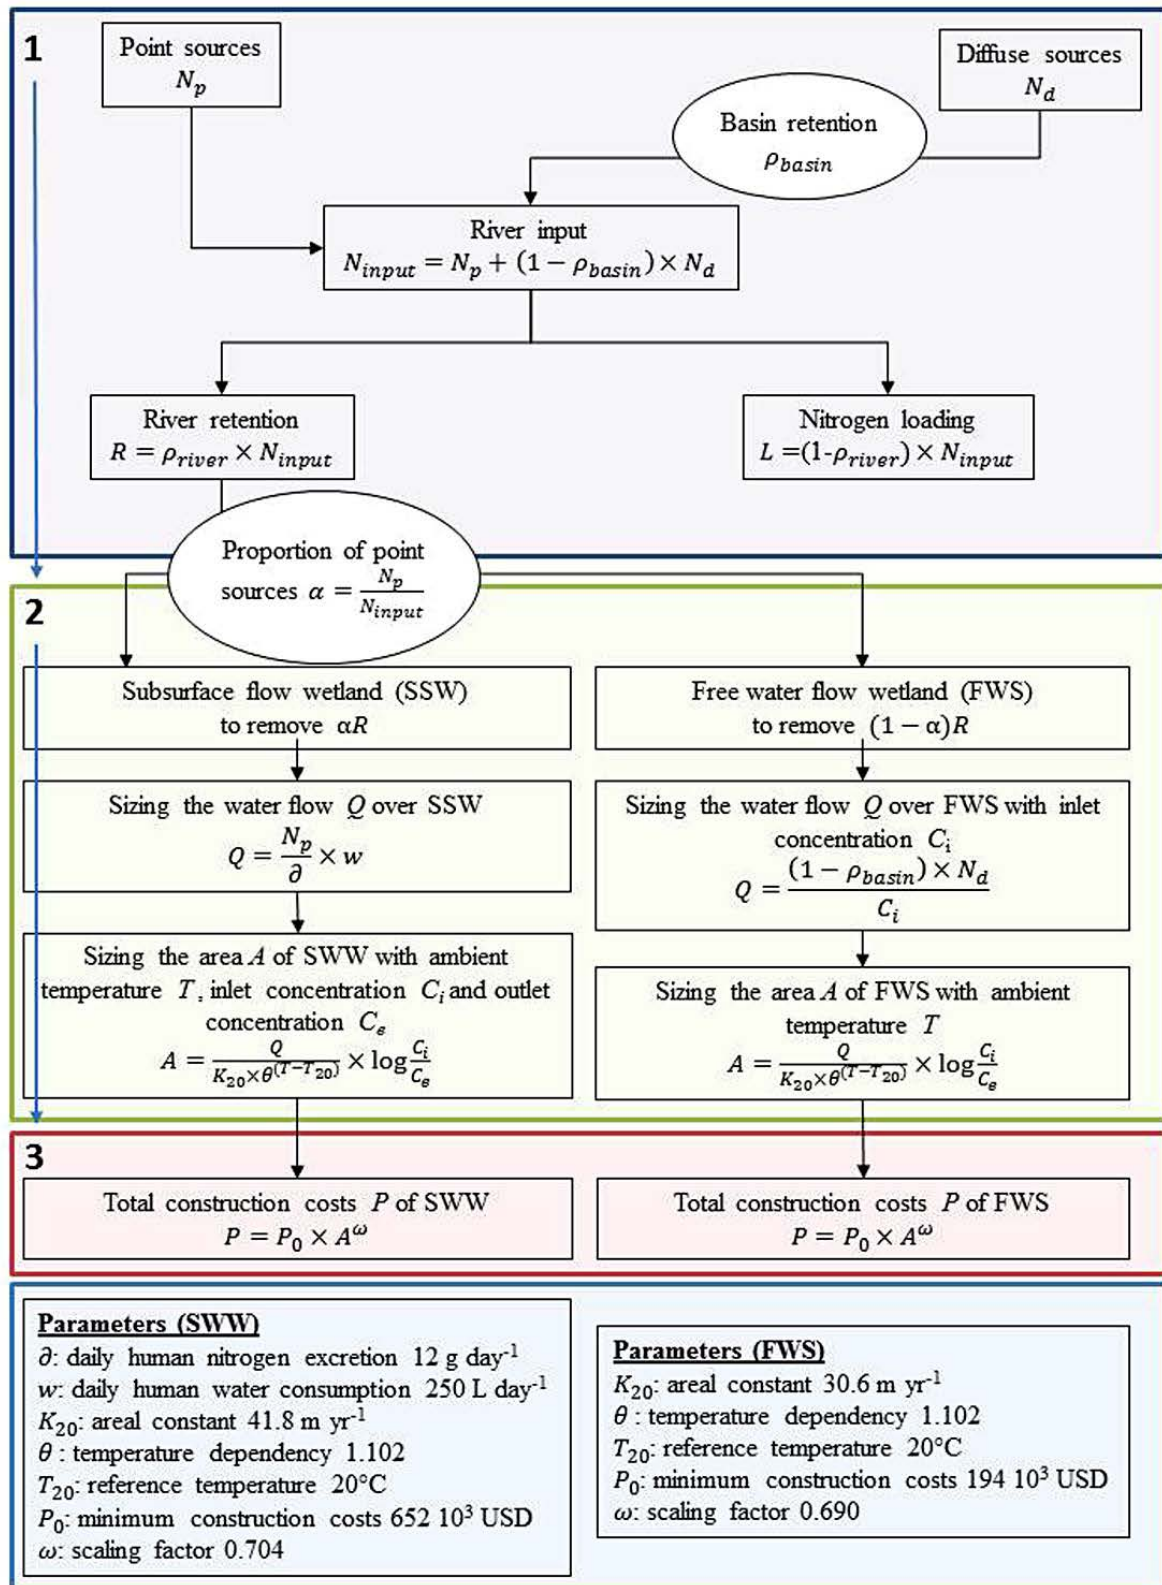 1
Point sources
N_p
Diffuse sources
N_d
Basin retention
ρ_basin
River input
N_input = N_p + (1 − ρ_basin) × N_d
River retention
R = ρ_river × N_input
Nitrogen loading
L =(1-ρ_river) × N_input
Proportion of point
sources α = N_p / N_input
2
Subsurface flow wetland (SSW)
to remove αR
Free water flow wetland (FWS)
to remove (1 − α)R
Sizing the water flow Q over SSW
Q = N_p / ∂ × w
Sizing the water flow Q over FWS with inlet
concentration C_i
Q = (1 − ρ_basin) × N_d / C_i
Sizing the area A of SWW with ambient
temperature T, inlet concentration C_i and outlet
concentration C_e
A = Q / K_20×θ^(T−T_20) × log C_i / C_e
Sizing the area A of FWS with ambient
temperature T
A = Q / K_20×θ^(T−T_20) × log C_i / C_e
3
Total construction costs P of SWW
P = P_0 × A^ω
Total construction costs P of FWS
P = P_0 × A^ω
Parameters (SWW)
∂: daily human nitrogen excretion 12 g day⁻¹
w: daily human water consumption 250 L day⁻¹
K_20: areal constant 41.8 m yr⁻¹
θ : temperature dependency 1.102
T_20: reference temperature 20°C
P_0: minimum construction costs 652 10³ USD
ω: scaling factor 0.704
Parameters (FWS)
K_20: areal constant 30.6 m yr⁻¹
θ : temperature dependency 1.102
T_20: reference temperature 20°C
P_0: minimum construction costs 194 10³ USD
ω: scaling factor 0.690